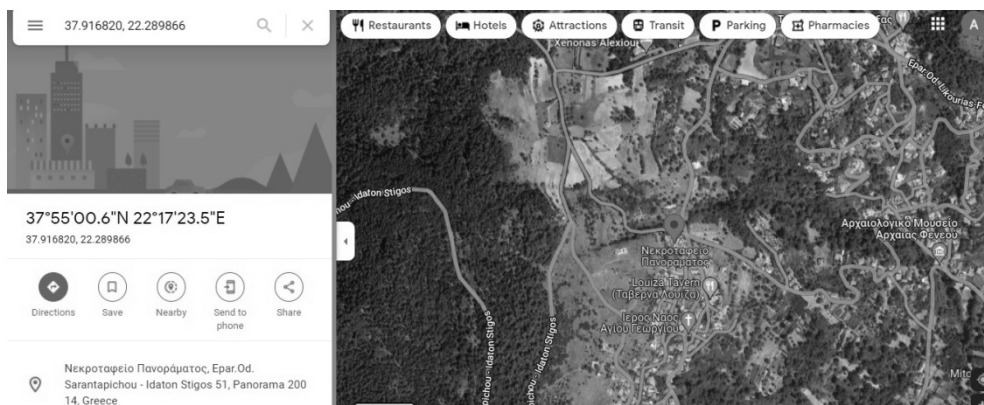 37.916820, 22.289866
Restaurants
Hotels
Attractions
Transit
Parking
Pharmacies
A
Xenonas Alexiou
Epar.Od.-Likourias-F
37°55'00.6"N 22°17'23.5"E
37.916820, 22.289866
Directions
Save
Nearby
Send to
phone
Share
Νεκροταφείο Πανοράματος, Epar.Od.
Sarantapichou - Idaton Stigos 51, Panorama 200
14, Greece
hou - Idaton Stigos
Αρχαιολογικό Μουσείο
Αρχαίας Φενεού
Νεκροταφείο
Πανοράματος
Louiza Tavern
(Ταβέρνα Λουίζα)
Ιερός Ναός
Αγίου Γεωργίου
pichou - Idaton Stigos
pichou - Idaton Stigos